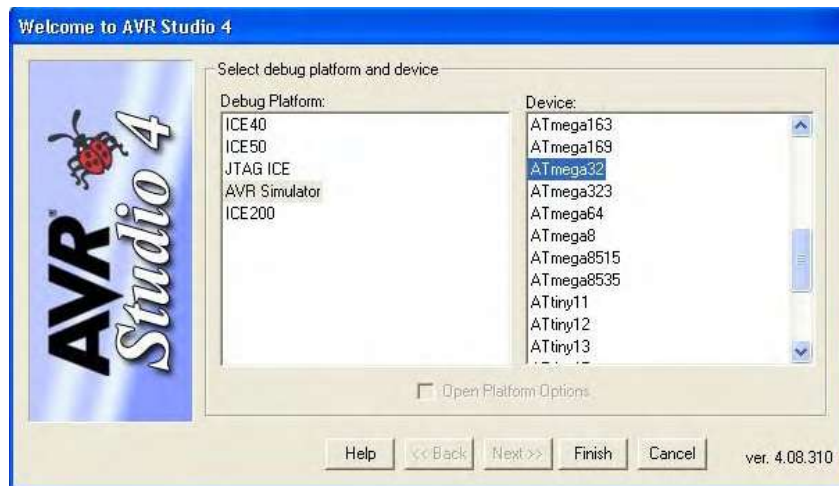 Welcome to AVR Studio 4
AVR Studio 4
Select debug platform and device
Debug Platform:
ICE40
ICE50
JTAG ICE
AVR Simulator
ICE200
Device:
ATmega163
ATmega169
ATmega32
ATmega323
ATmega64
ATmega8
ATmega8515
ATmega8535
ATtiny11
ATtiny12
ATtiny13
Open Platform Options
Help
<< Back
Next >>
Finish
Cancel
ver. 4.08.310